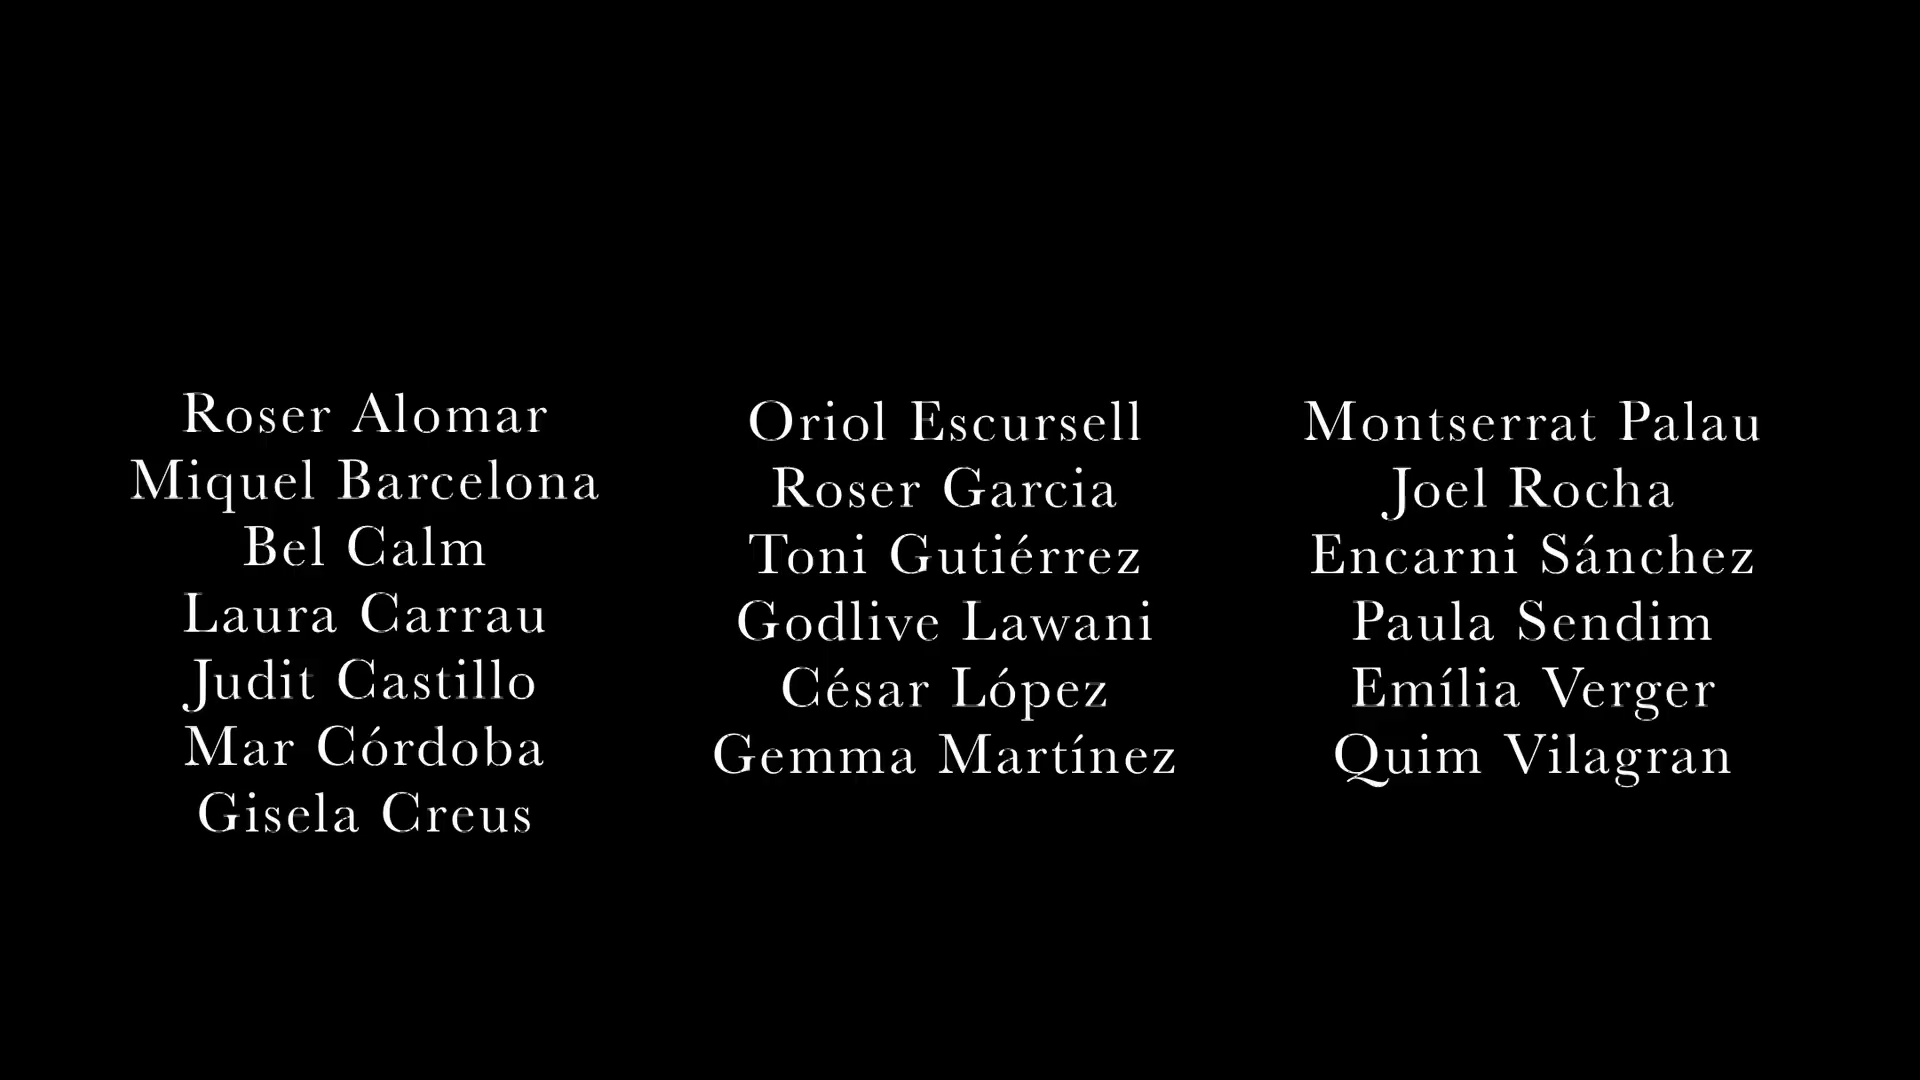 Roser Alomar
Miquel Barcelona
Bel Calm
Laura Carrau
Judit Castillo
Mar Córdoba
Gisela Creus
Oriol Escursell
Roser Garcia
Toni Gutiérrez
Godlive Lawani
César López
Gemma Martínez
Montserrat Palau
Joel Rocha
Encarni Sánchez
Paula Sendim
Emília Verger
Quim Vilagran